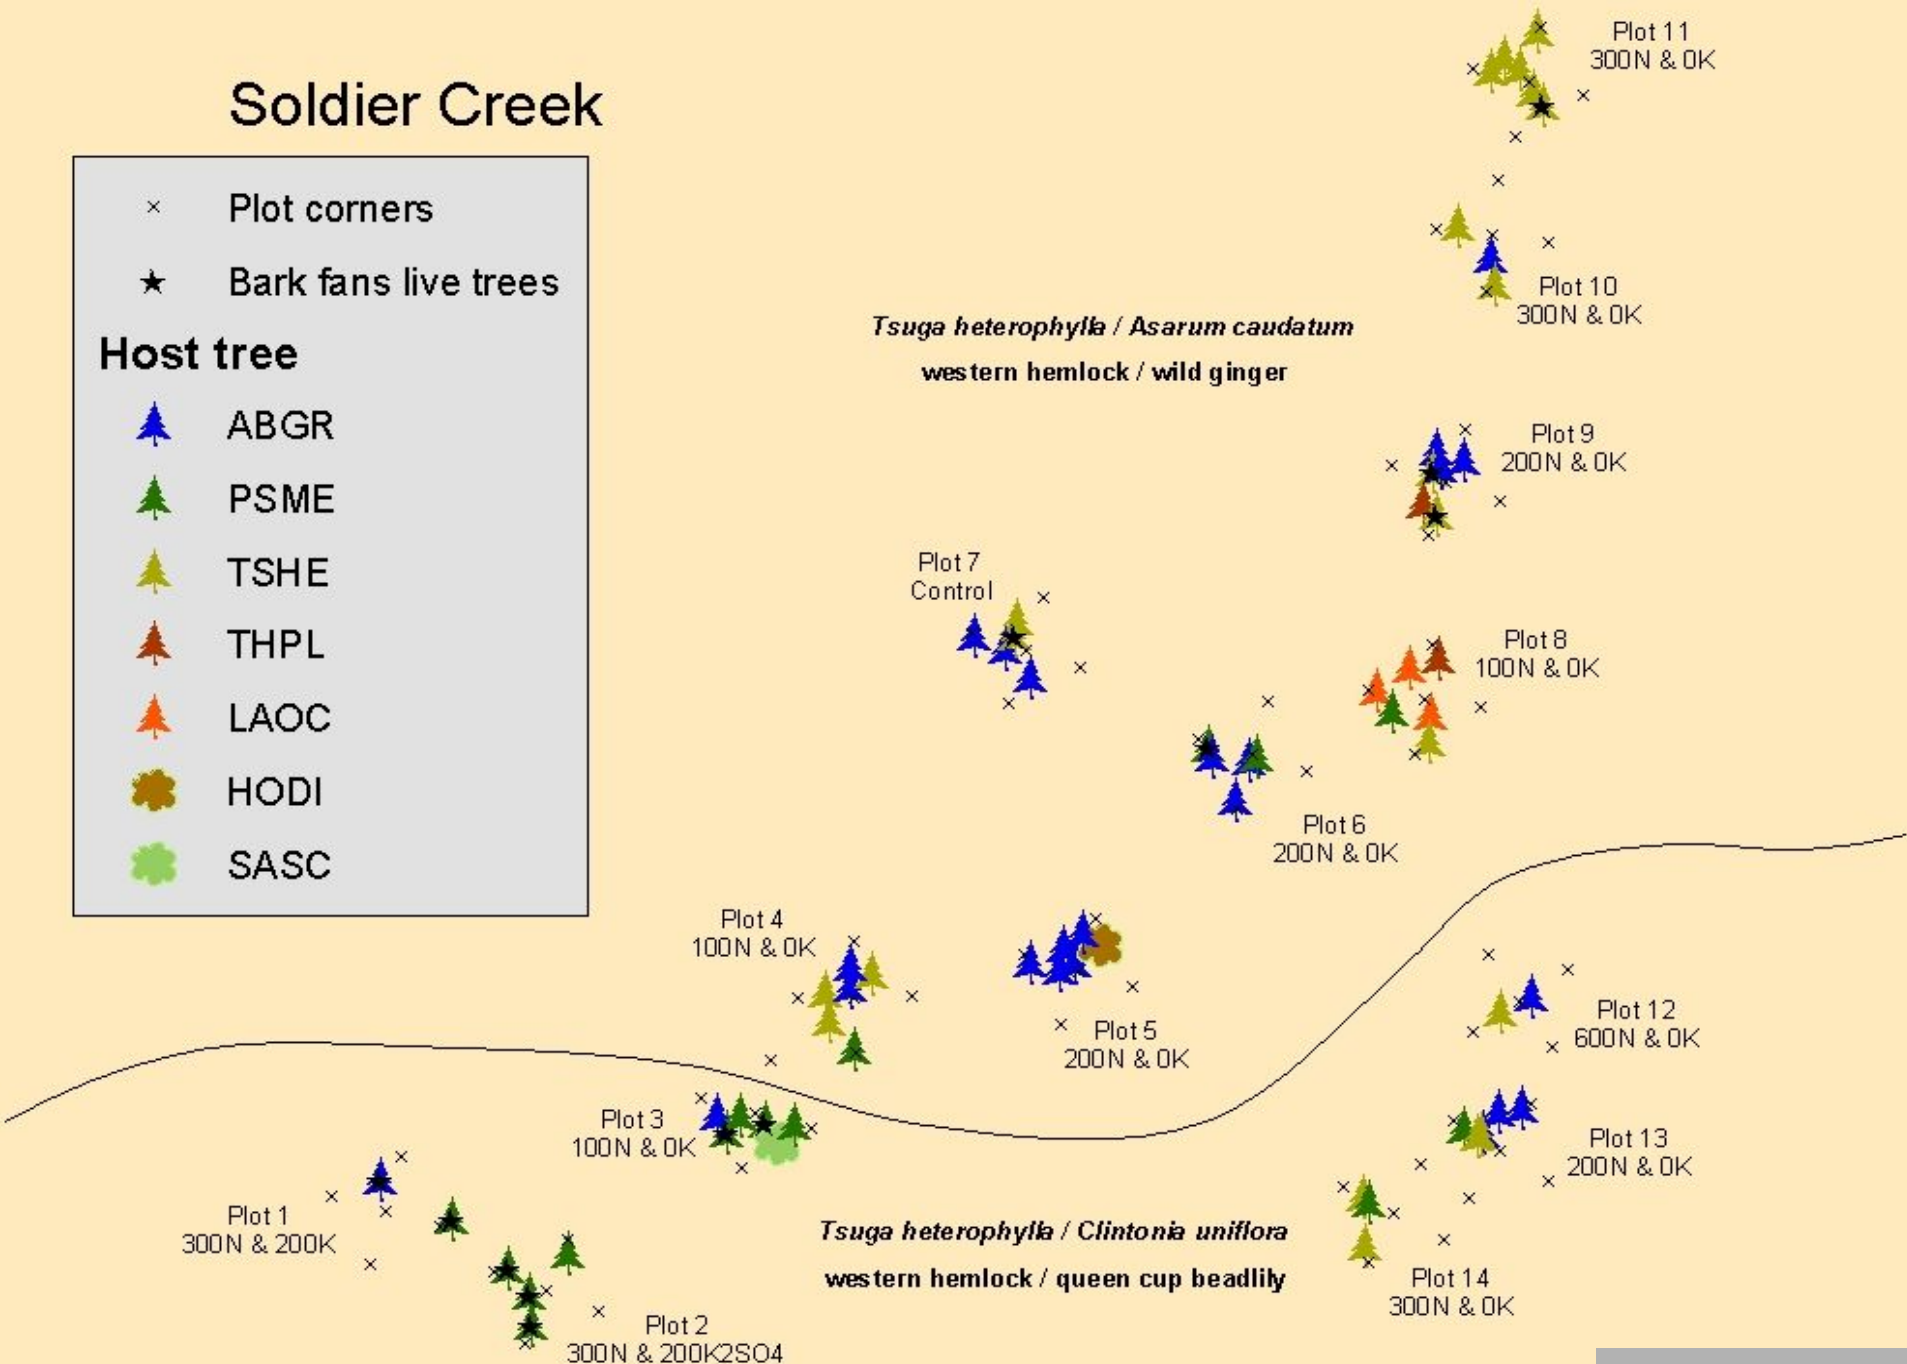 Soldier Creek
Plot corners
Bark fans live trees
Host tree
ABGR
PSME
TSHE
THPL
LAOC
HODI
SASC
Plot 11
300N & 0K
Plot 10
300N & 0K
Tsuga heterophylla / Asarum caudatum
western hemlock / wild ginger
Plot 9
200N & 0K
Plot 7
Control
Plot 8
100N & 0K
Plot 6
200N & 0K
Plot 4
100N & 0K
Plot 5
200N & 0K
Plot 12
600N & 0K
Plot 3
100N & 0K
Plot 13
200N & 0K
Plot 1
300N & 200K
Tsuga heterophylla / Clintonia uniflora
western hemlock / queen cup beadlily
Plot 14
300N & 0K
Plot 2
300N & 200K2SO4